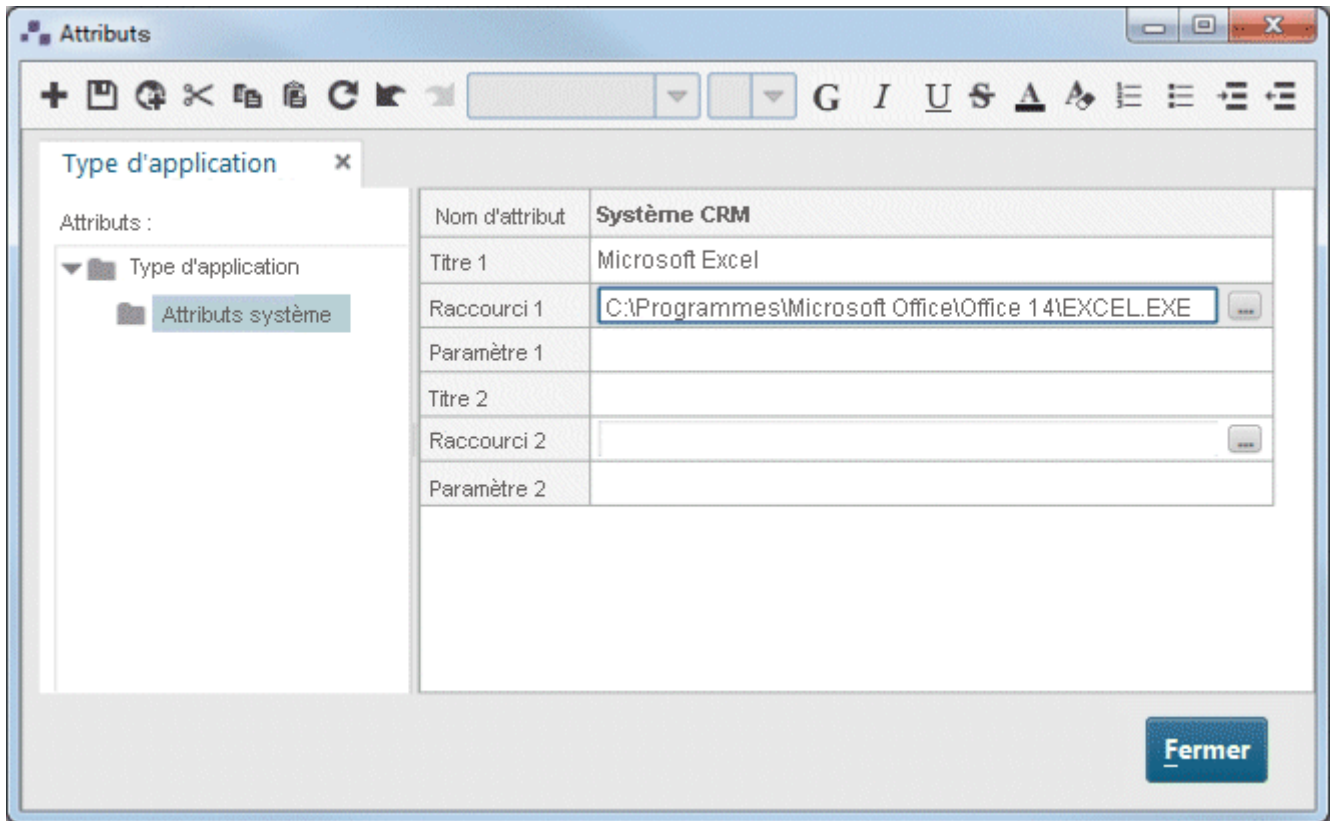 Attributs
G I U S A
Type d'application
Attributs :
Type d'application
Attributs système
Nom d'attribut Système CRM
Titre 1 Microsoft Excel
Raccourci 1 C:\Programmes\Microsoft Office\Office 14\EXCEL.EXE ...
Paramètre 1
Titre 2
Raccourci 2 ...
Paramètre 2
Fermer